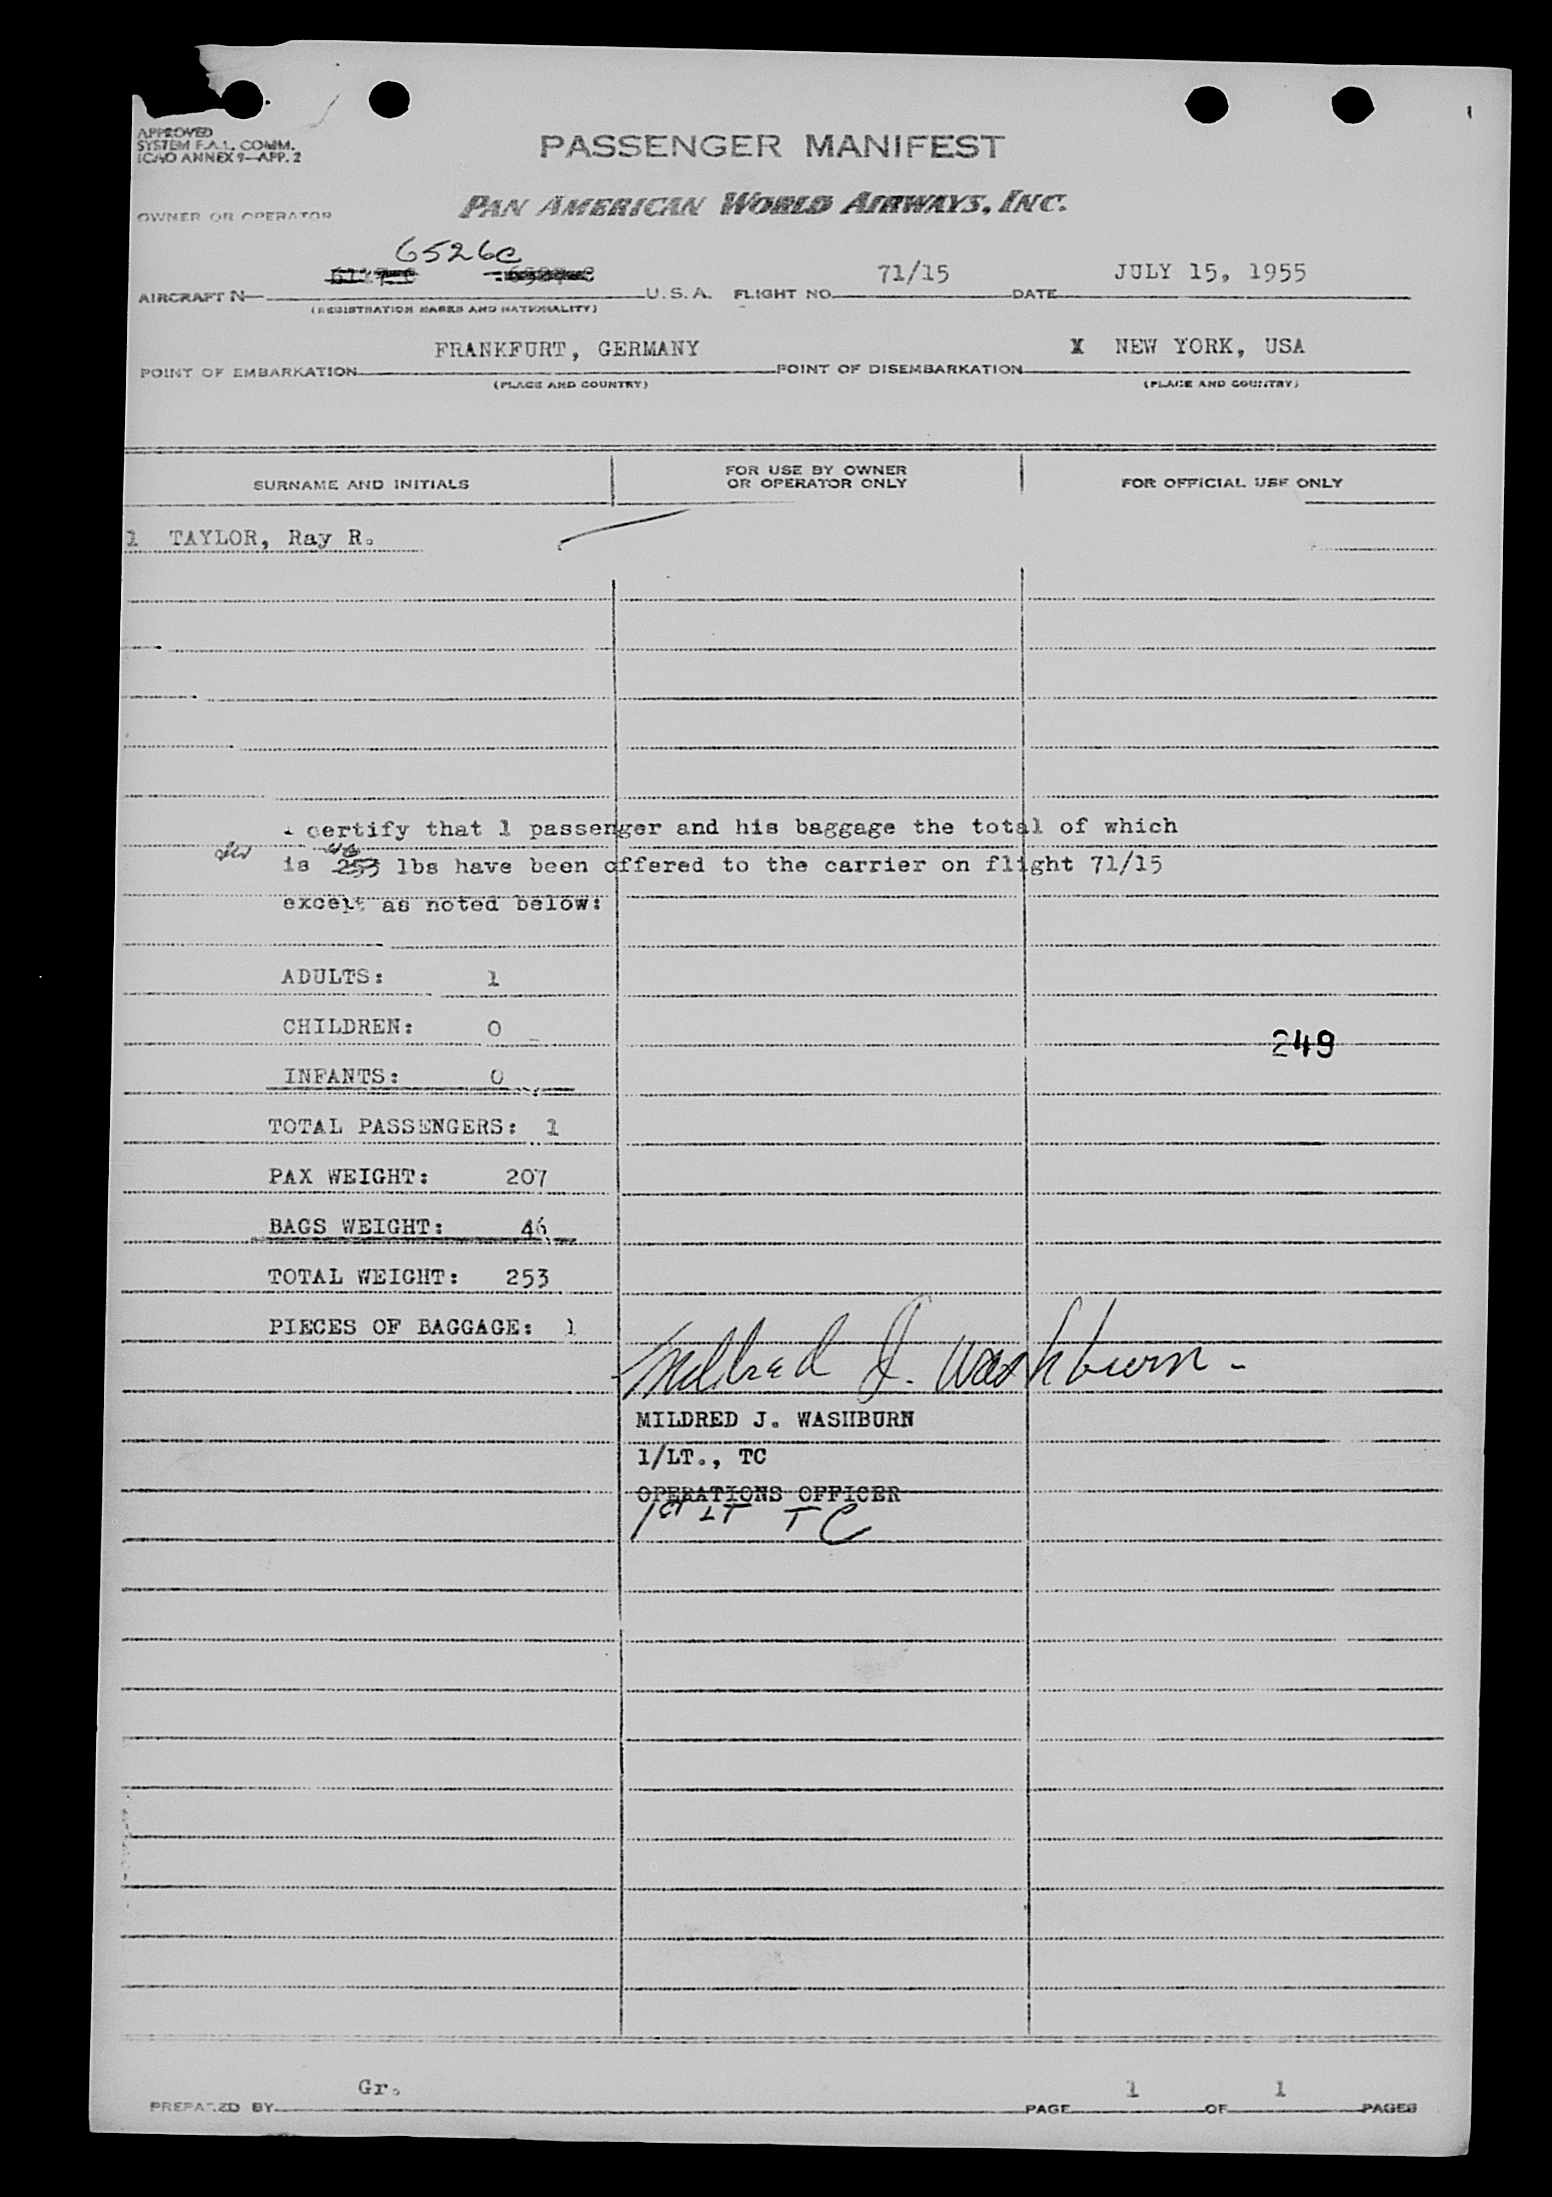 APPROVED
SYSTEM F.A.L. COMM.
ICAO ANNEX 9—APP. 2
PASSENGER MANIFEST
OWNER OR OPERATOR
PAN AMERICAN WORLD AIRWAYS, INC.
6526C
AIRCRAFT N U.S.A. FLIGHT NO. 71/15 DATE JULY 15, 1955
(REGISTRATION MARKS AND NATIONALITY)
POINT OF EMBARKATION FRANKFURT, GERMANY POINT OF DISEMBARKATION X NEW YORK, USA
(PLACE AND COUNTRY) (PLACE AND COUNTRY)
SURNAME AND INITIALS
FOR USE BY OWNER
OR OPERATOR ONLY
FOR OFFICIAL USE ONLY
1 TAYLOR, Ray R.
certify that 1 passenger and his baggage the total of which
is 253 lbs have been offered to the carrier on flight 71/15
except as noted below:
ADULTS: 1
CHILDREN: 0
249
INFANTS: 0
TOTAL PASSENGERS: 1
PAX WEIGHT: 207
BAGS WEIGHT: 46
TOTAL WEIGHT: 253
PIECES OF BAGGAGE: 1
Mildred J. Washburn
MILDRED J. WASHBURN
1/LT., TC
OPERATIONS OFFICER
1ST LT TC
PREPARED BY Gr. PAGE 1 OF 1 PAGES